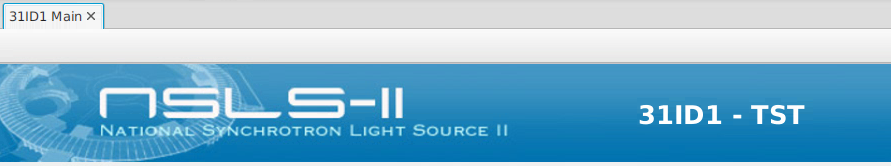 31ID1 Main ×
NSLS-II
NATIONAL SYNCHROTRON LIGHT SOURCE II
31ID1 - TST